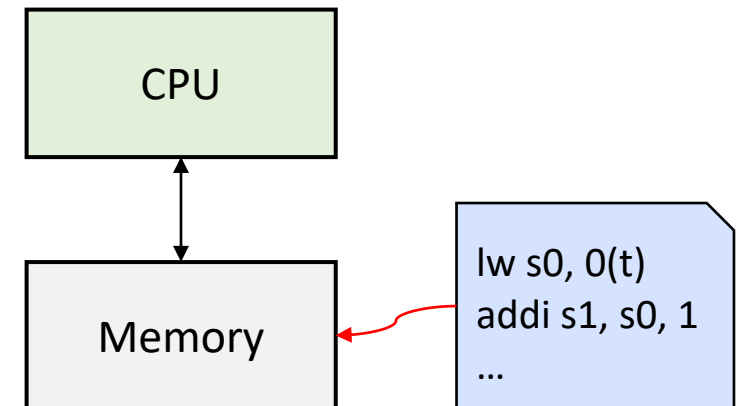 CPU
Memory
lw s0, 0(t)
addi s1, s0, 1
...